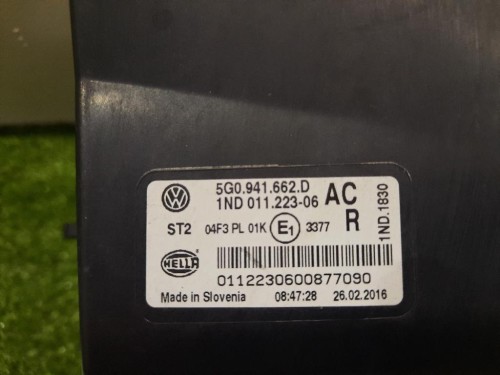 5G0.941.662.D
1ND 011.223-06 AC
ST2 04F3 PL 01K E1 3377 R
1ND.1830
HELLA
0112230600877090
Made in Slovenia 08:47:28 26.02.2016